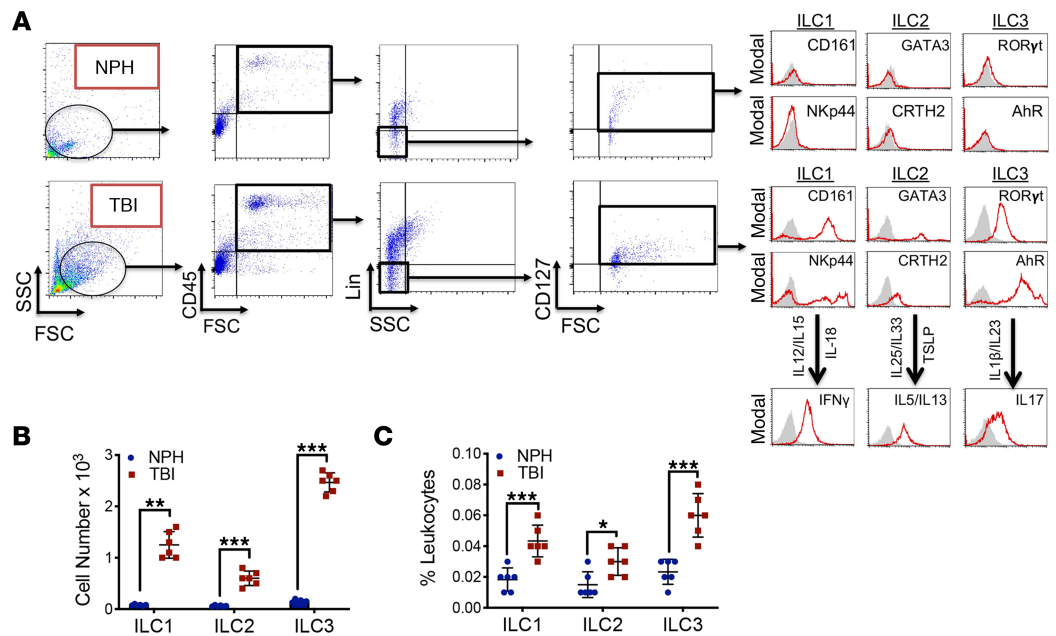 A
NPH
TBI
SSC
FSC
CD45
FSC
Lin
SSC
CD127
FSC
ILC1 ILC2 ILC3
Modal CD161 GATA3 RORγt
Modal NKp44 CRTH2 AhR
ILC1 ILC2 ILC3
Modal CD161 GATA3 RORγt
Modal NKp44 CRTH2 AhR
IL12/IL15 IL-18 IL25/IL33 TSLP IL1β/IL23
Modal IFNγ IL5/IL13 IL17
B
NPH
TBI
Cell Number x 10³
3
2
1
0
** *** ***
ILC1 ILC2 ILC3
C
NPH
TBI
% Leukocytes
0.10
0.08
0.06
0.04
0.02
0.00
*** * ***
ILC1 ILC2 ILC3